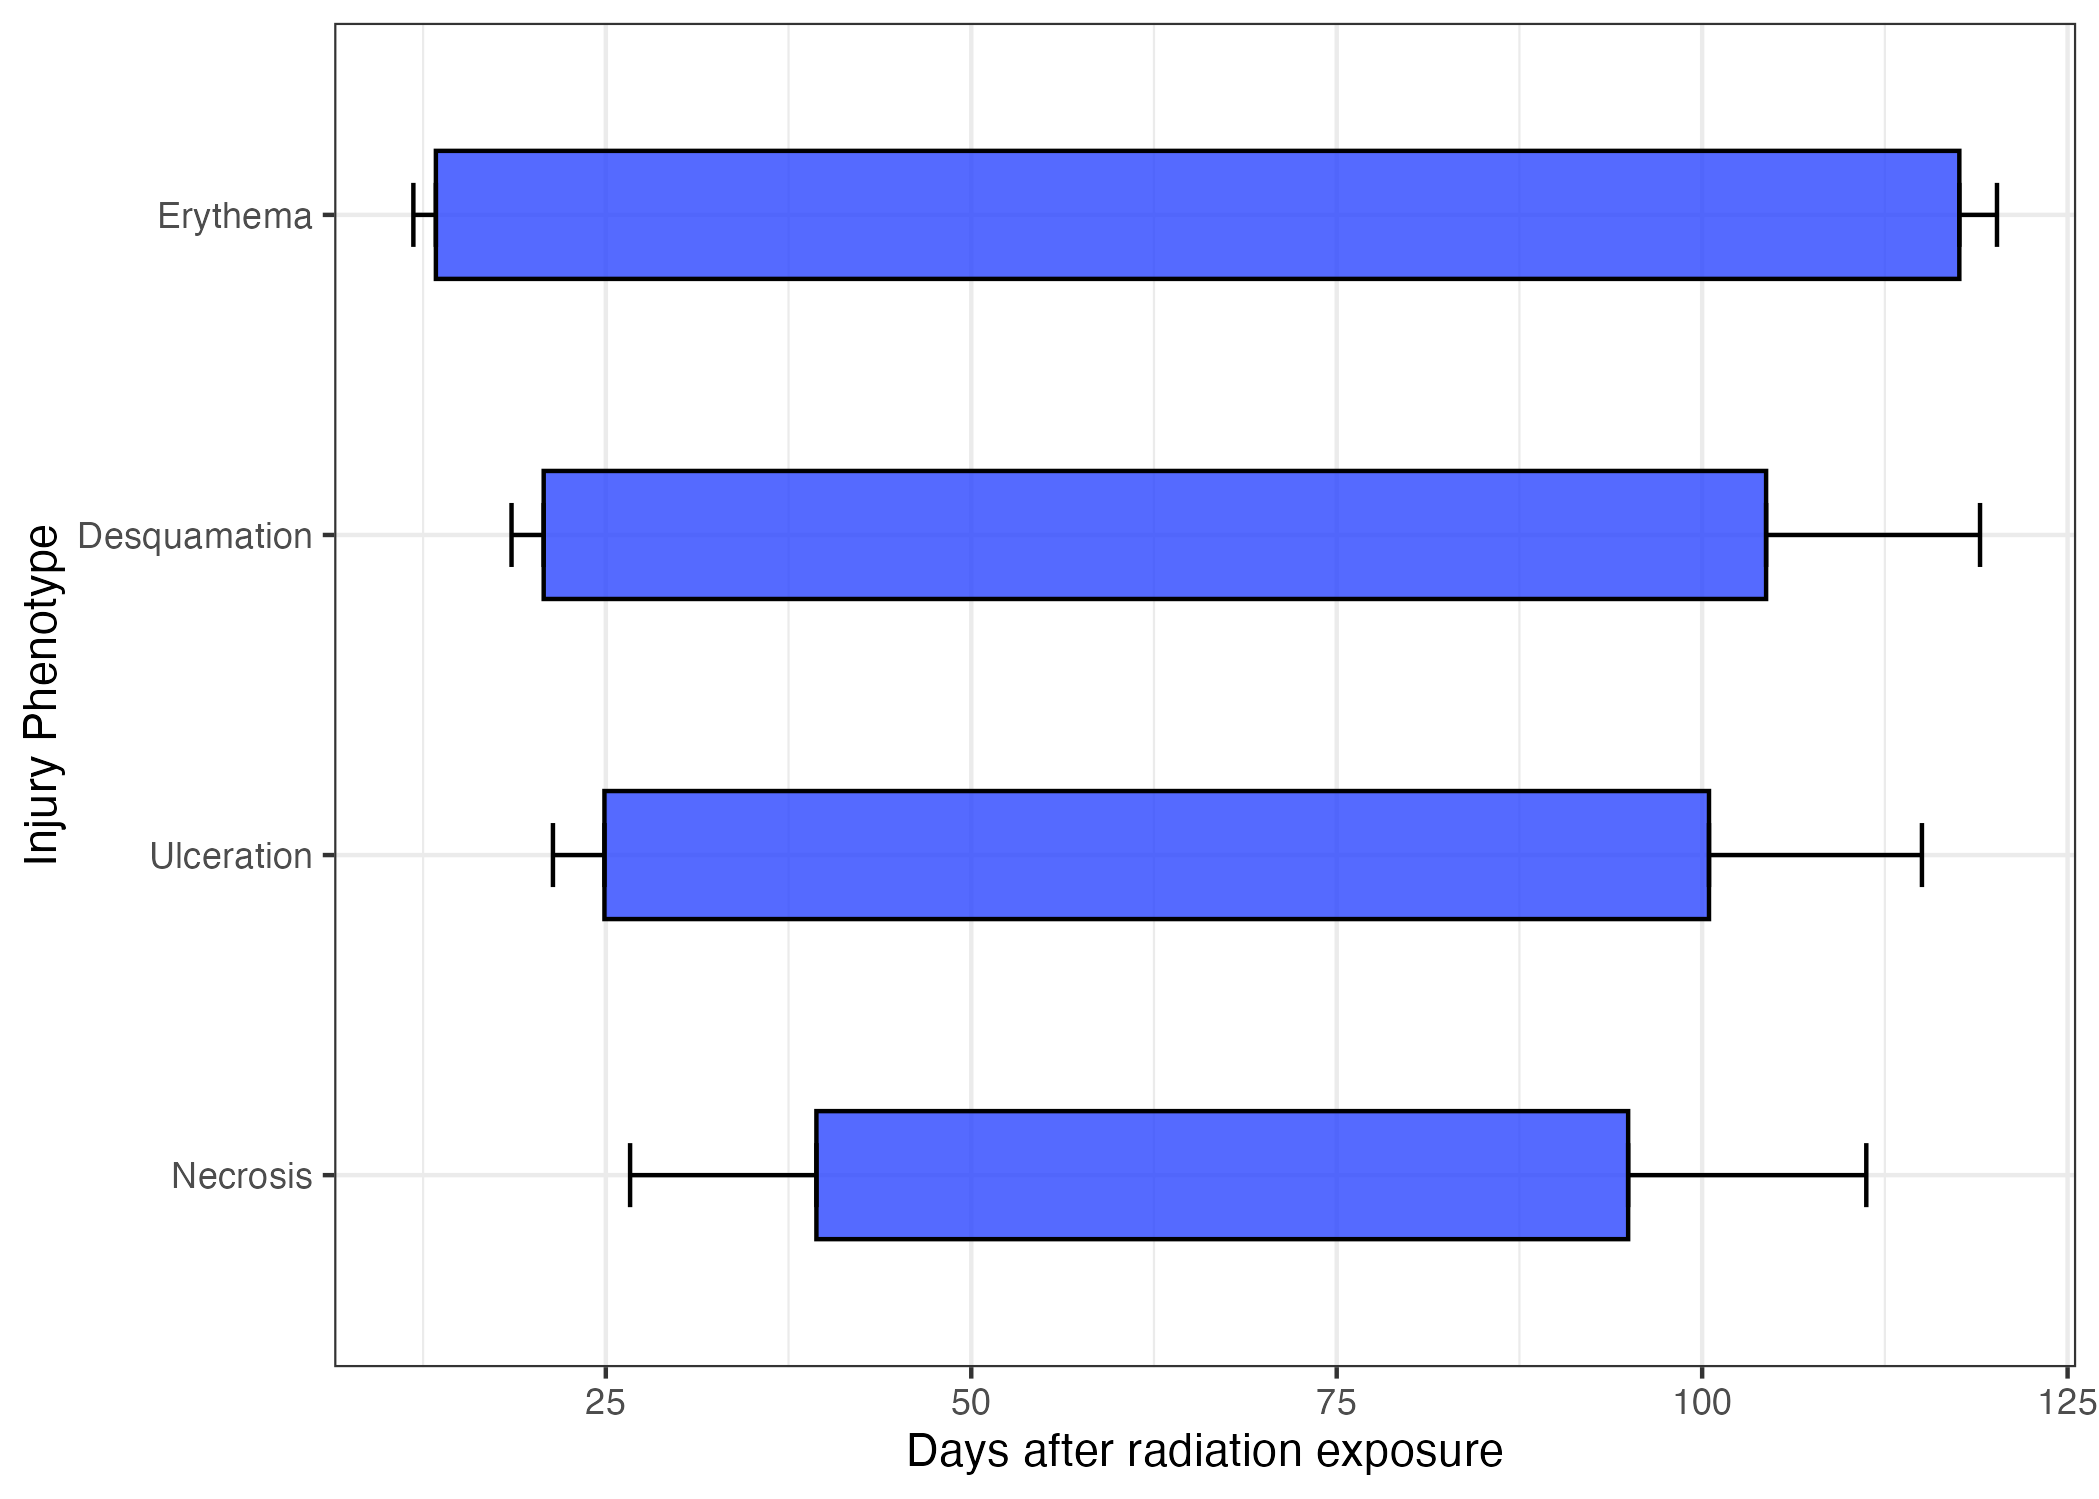 Injury Phenotype
Erythema
Desquamation
Ulceration
Necrosis
25 50 75 100 125
Days after radiation exposure